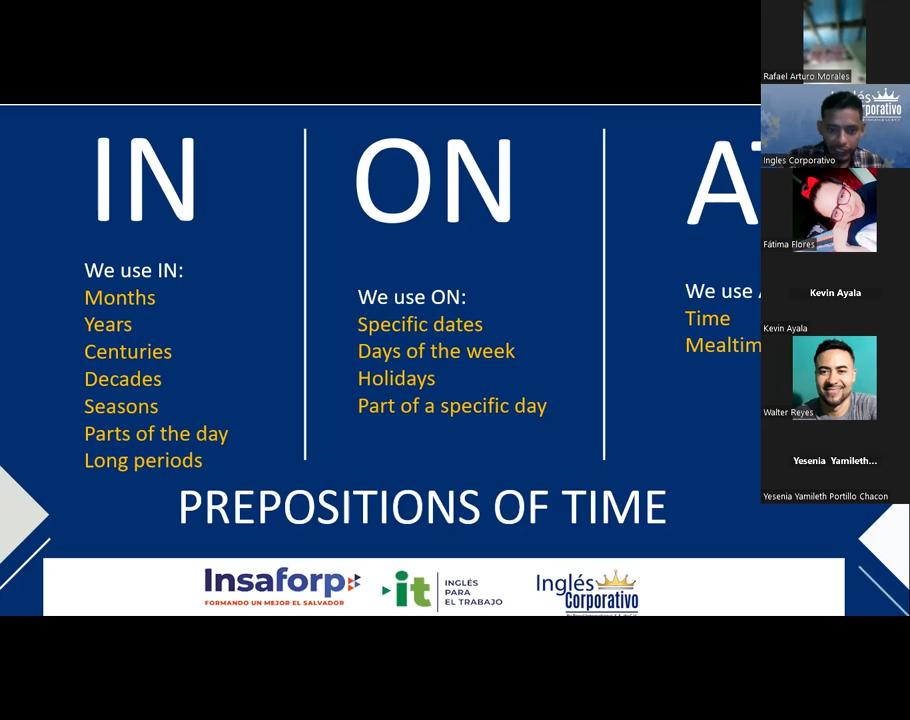 IN
We use IN:
Months
Years
Centuries
Decades
Seasons
Parts of the day
Long periods
ON
We use ON:
Specific dates
Days of the week
Holidays
Part of a specific day
We use
Time
PREPOSITIONS OF TIME
Insaforp
FORMANDO UN MEJOR EL SALVADOR
it
INGLÉS
PARA
EL TRABAJO
Inglés
Corporativo
Rafael Arturo Morales
Ingles Corporativo
Fátima Flores
Kevin Ayala
Kevin Ayala
Walter Reyes
Yesenia Yamileth...
Yesenia Yamileth Portillo Chacon